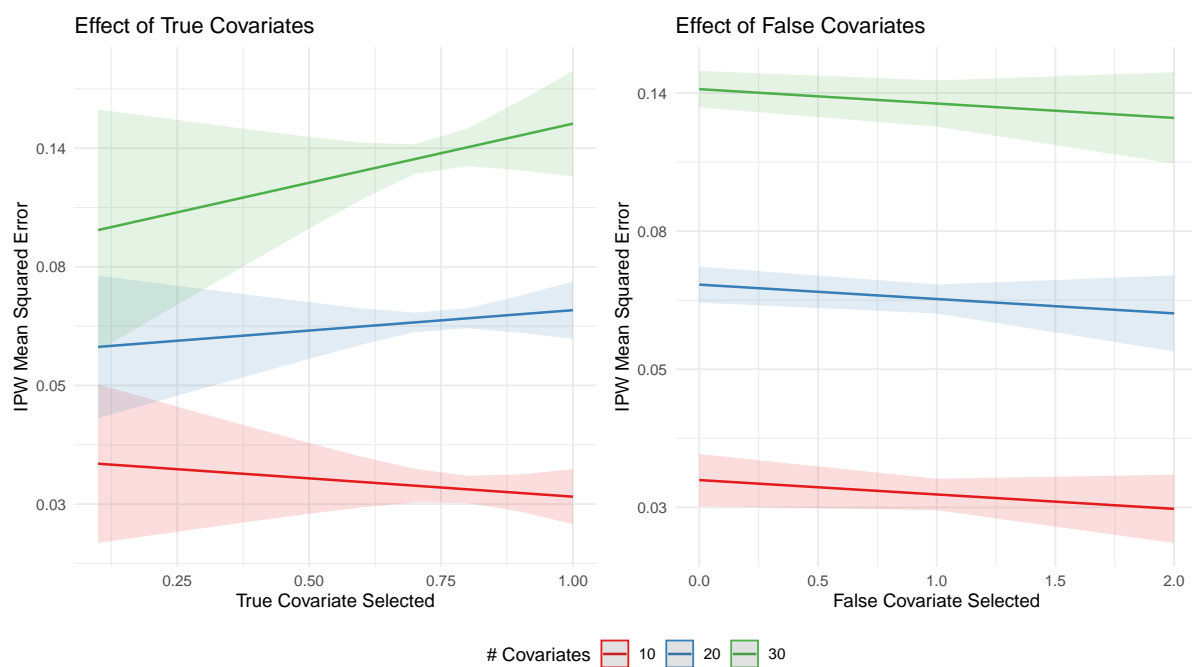 Effect of True Covariates
IPW Mean Squared Error
0.14
0.08
0.05
0.03
0.25
0.50
0.75
1.00
True Covariate Selected
Effect of False Covariates
IPW Mean Squared Error
0.14
0.08
0.05
0.03
0.0
0.5
1.0
1.5
2.0
False Covariate Selected
# Covariates 10 20 30